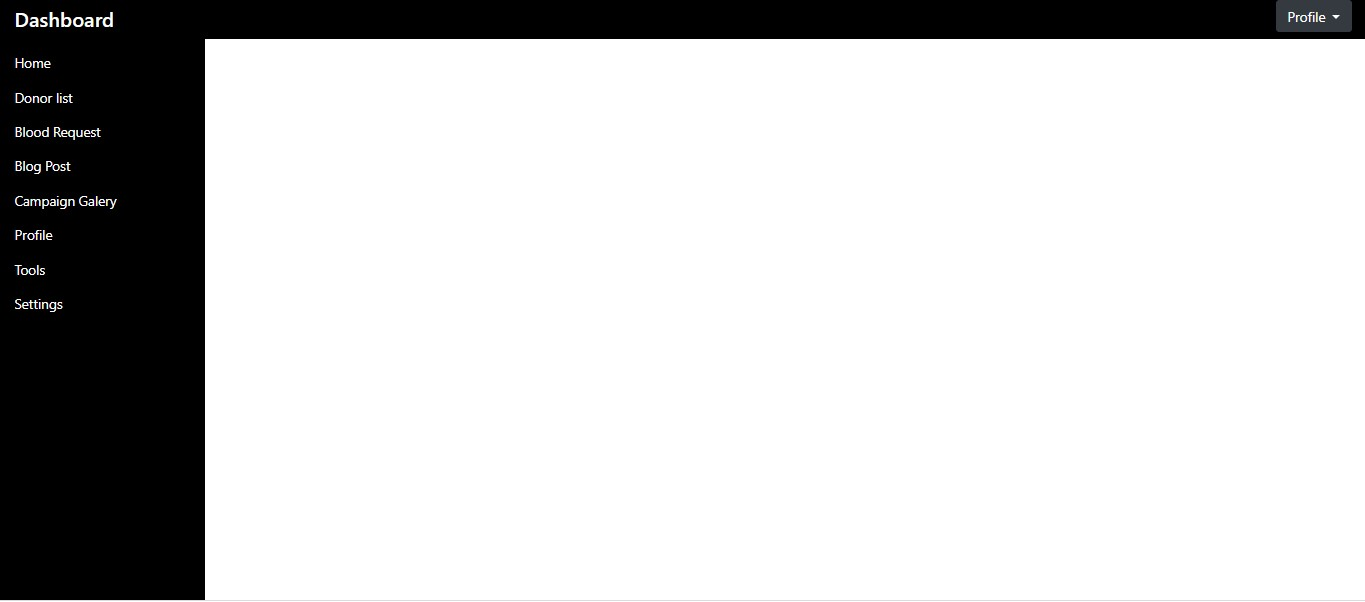 Dashboard
Profile
Home
Donor list
Blood Request
Blog Post
Campaign Galery
Profile
Tools
Settings